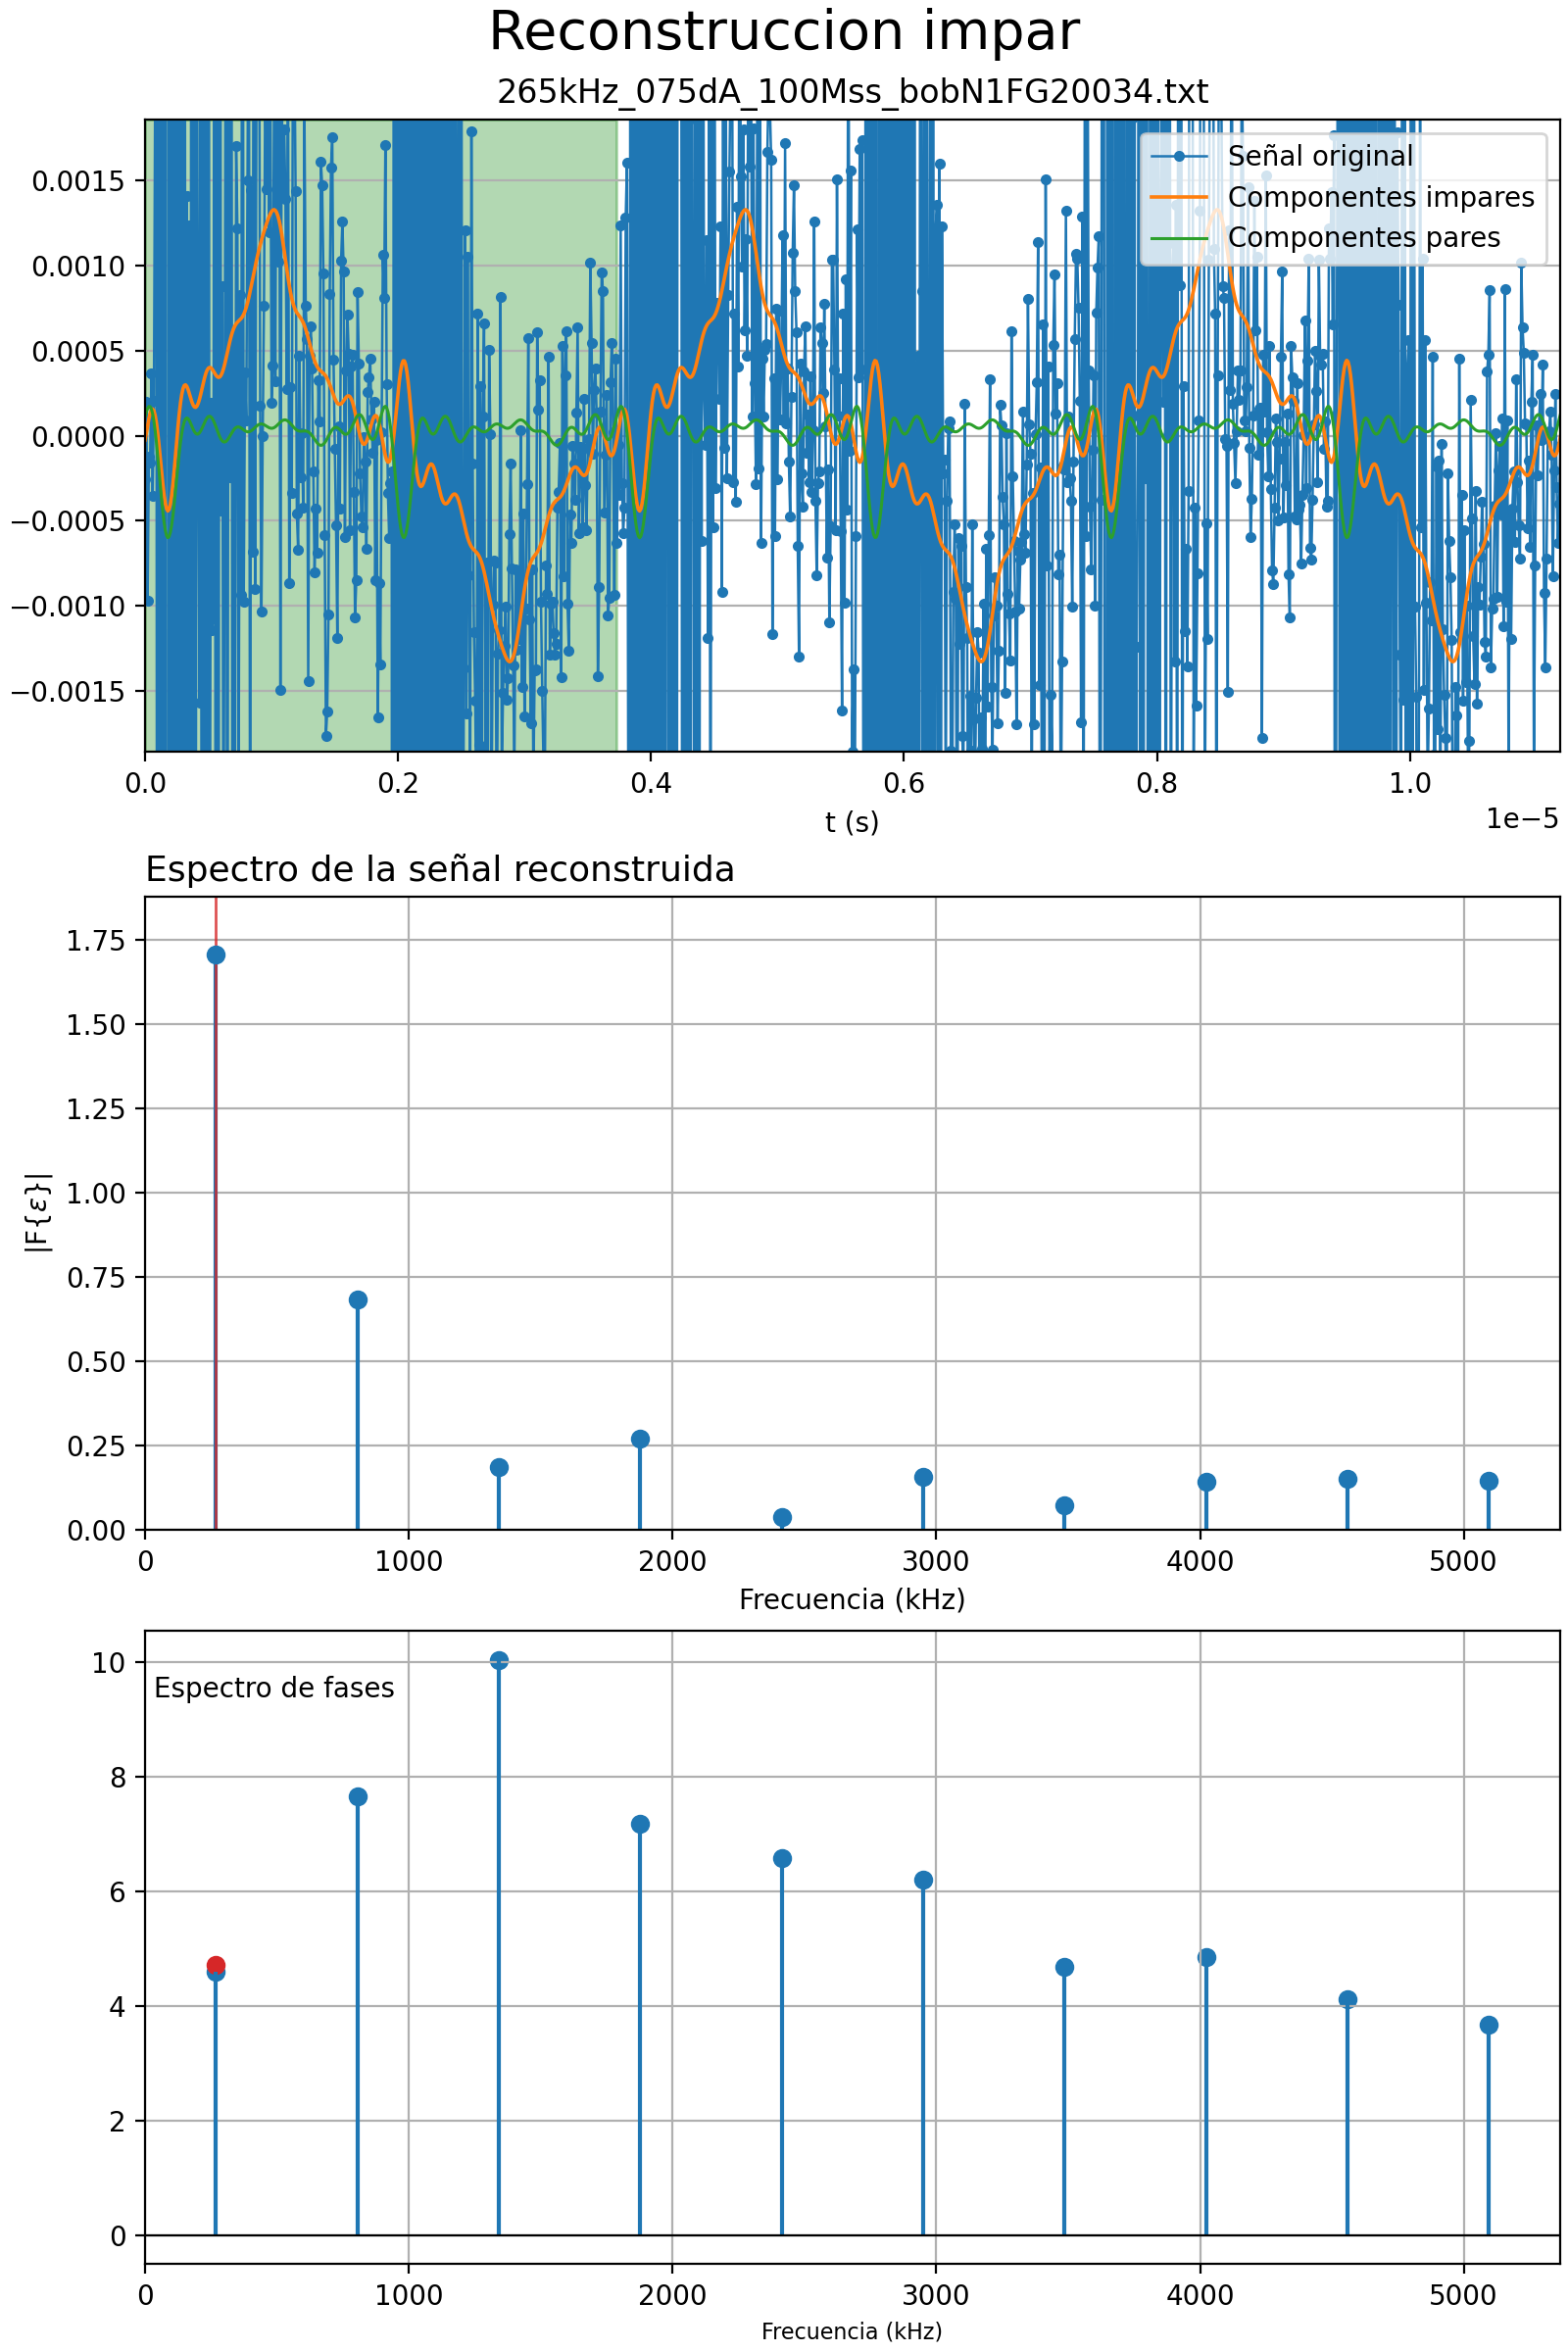 Reconstruccion impar
265kHz_075dA_100Mss_bobN1FG20034.txt
Señal original
Componentes impares
Componentes pares
0.0015
0.0010
0.0005
0.0000
−0.0005
−0.0010
−0.0015
0.0 0.2 0.4 0.6 0.8 1.0
t (s)
1e−5
Espectro de la señal reconstruida
|F{ε}|
1.75
1.50
1.25
1.00
0.75
0.50
0.25
0.00
0 1000 2000 3000 4000 5000
Frecuencia (kHz)
Espectro de fases
10
8
6
4
2
0
0 1000 2000 3000 4000 5000
Frecuencia (kHz)